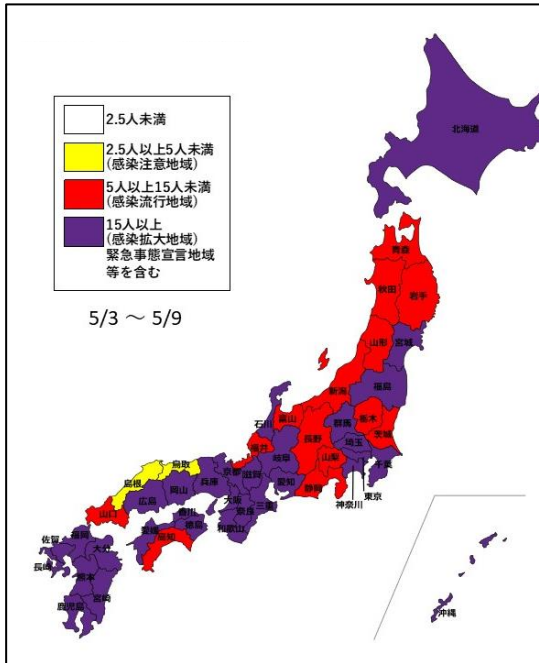 2.5人未満
2.5人以上5人未満
(感染注意地域)
5人以上15人未満
(感染流行地域)
15人以上
(感染拡大地域)
緊急事態宣言地域
等を含む
5/3 ～ 5/9
北海道
青森
秋田
岩手
山形
宮城
新潟
福島
石川
富山
群馬
栃木
福井
長野
埼玉
茨城
岐阜
山梨
千葉
鳥取
京都
滋賀
愛知
静岡
東京
島根
兵庫
神奈川
広島
岡山
大阪
奈良
三重
山口
香川
和歌山
徳島
愛媛
高知
福岡
佐賀
大分
長崎
熊本
宮崎
鹿児島
沖縄